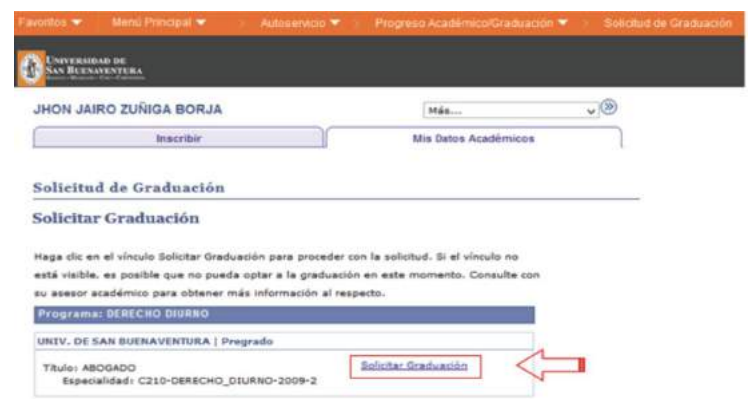 Favoritos Menú Principal > Autoservicio > Progreso Académico/Graduación > Solicitud de Graduación
UNIVERSIDAD DE
SAN BUENAVENTURA
JHON JAIRO ZUÑIGA BORJA Más...
Inscribir Mis Datos Académicos
Solicitud de Graduación
Solicitar Graduación
Haga clic en el vínculo Solicitar Graduación para proceder con la solicitud. Si el vínculo no
está visible, es posible que no pueda optar a la graduación en este momento. Consulte con
su asesor académico para obtener más información al respecto.
Programa: DERECHO DIURNO
UNIV. DE SAN BUENAVENTURA | Pregrado
Título: ABOGADO Solicitar Graduación
Especialidad: C210-DERECHO_DIURNO-2009-2